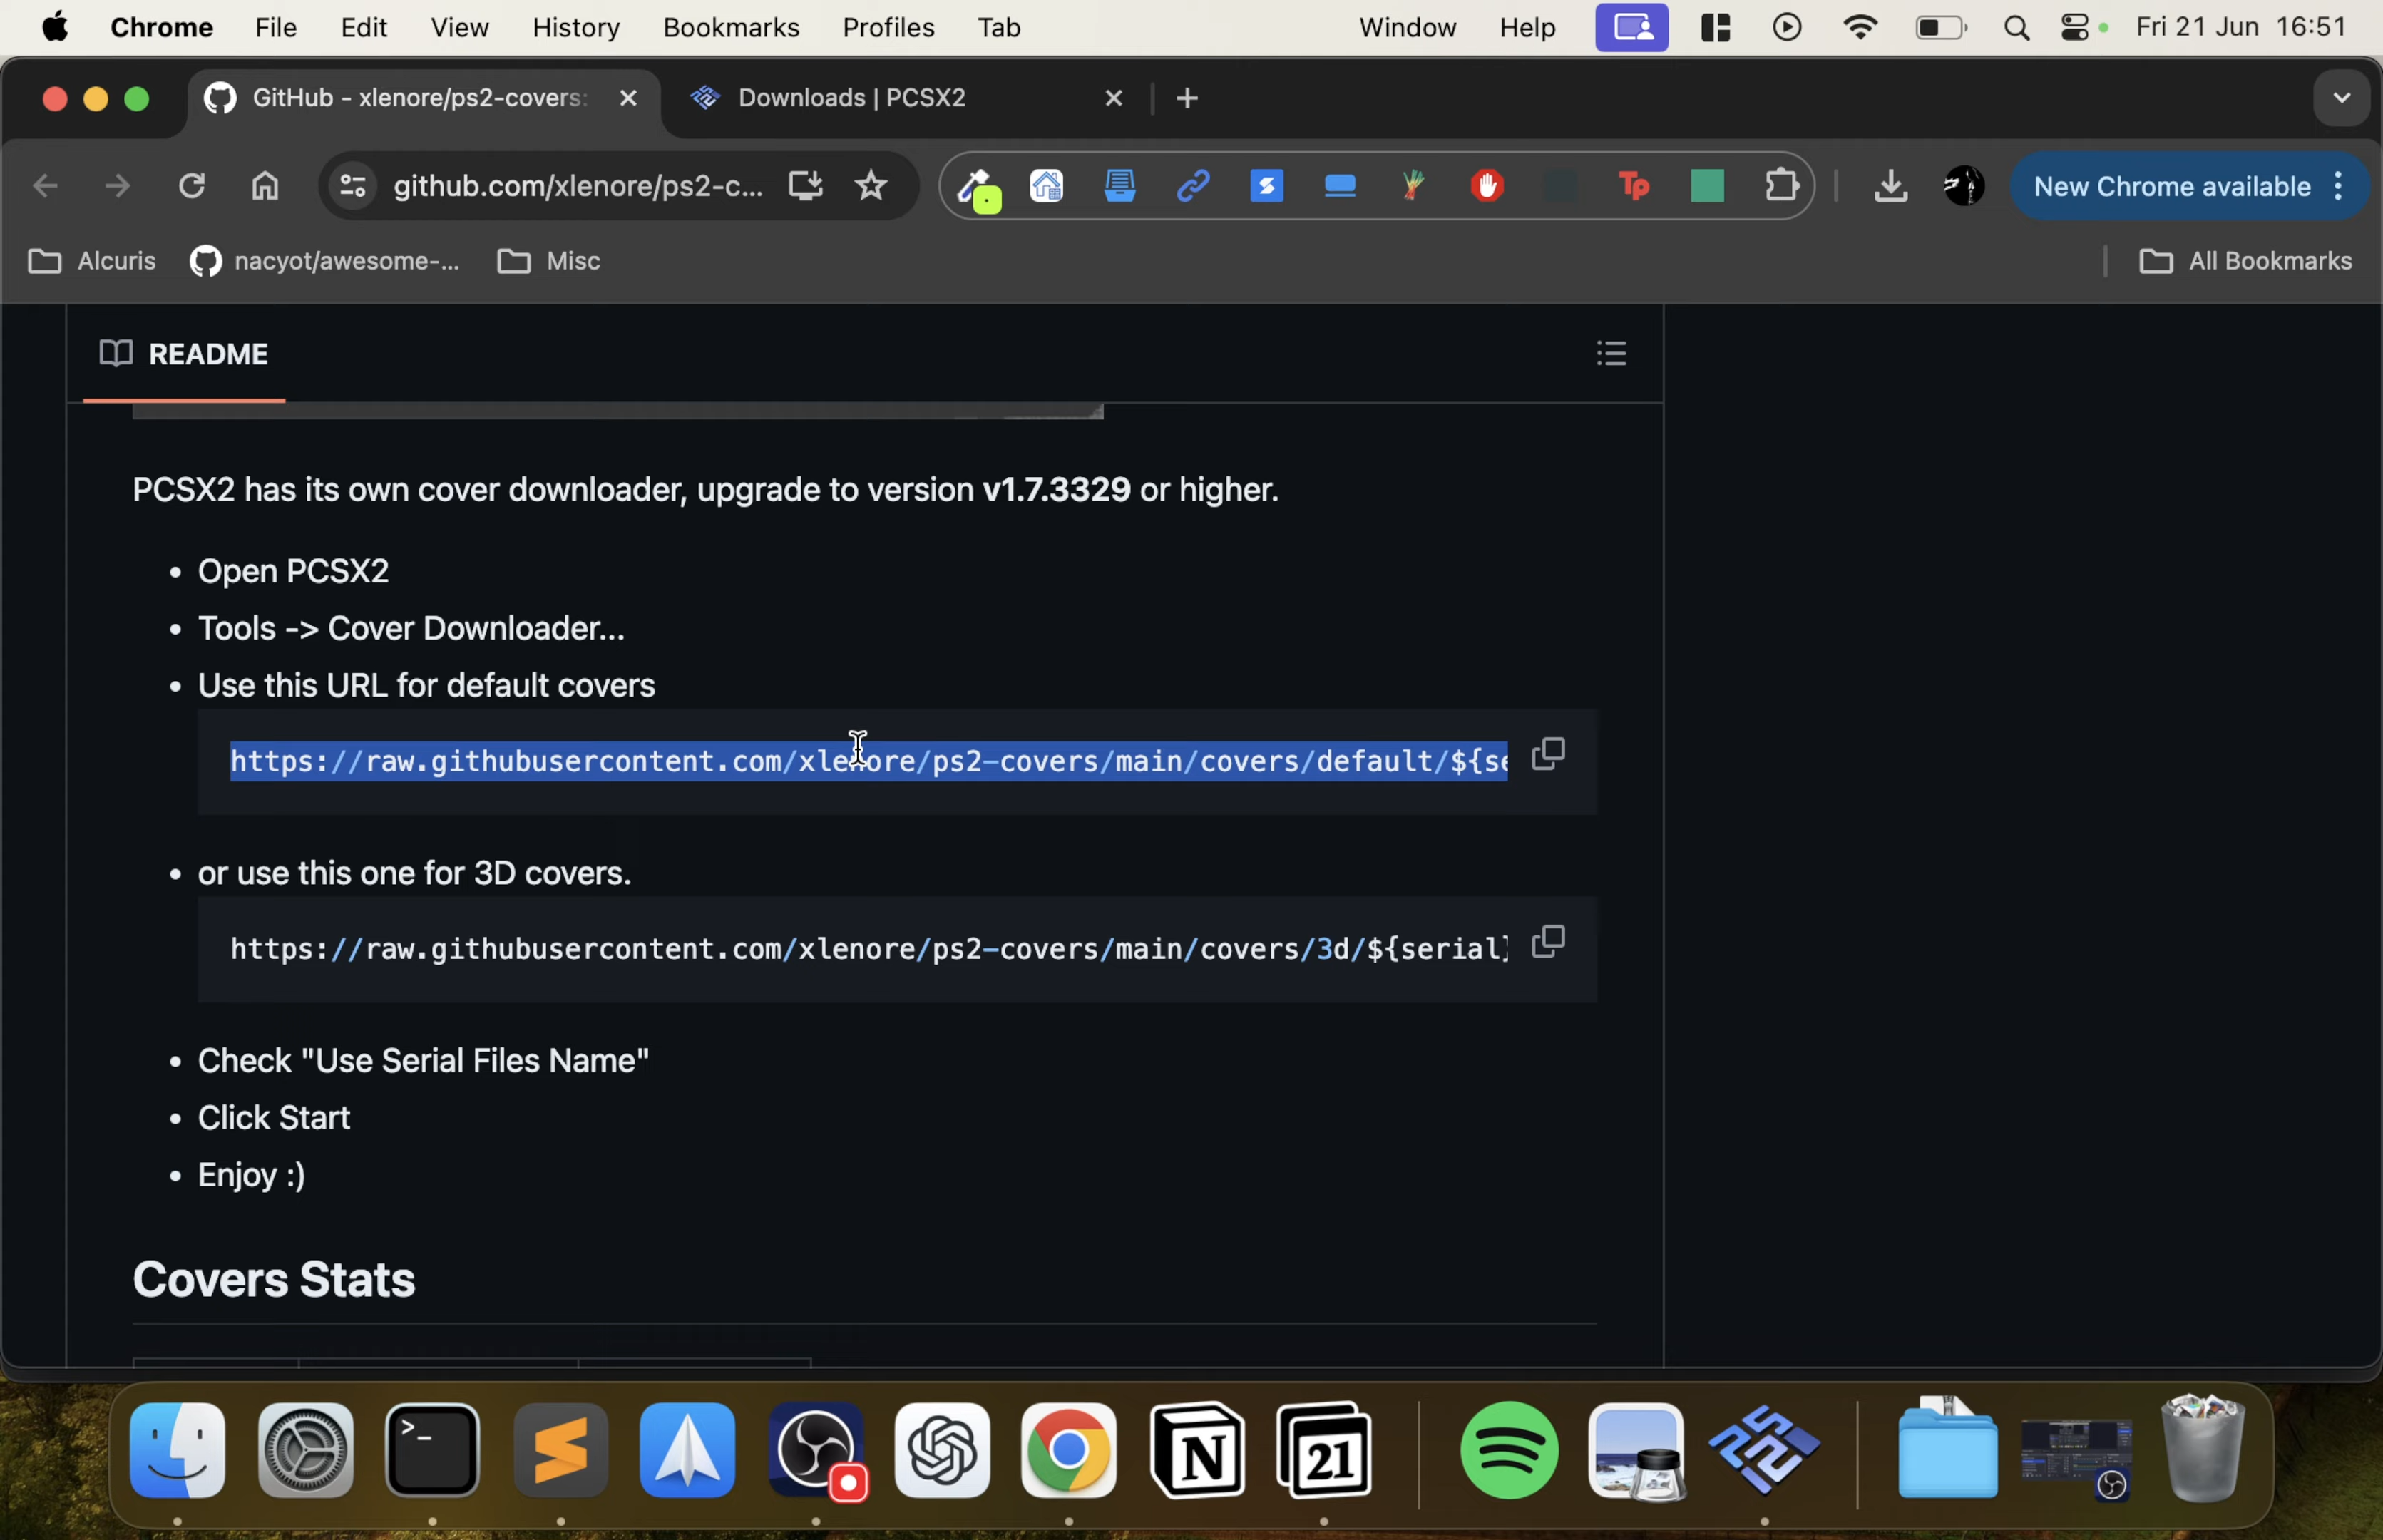 Chrome File Edit View History Bookmarks Profiles Tab Window Help Fri 21 Jun 16:51
GitHub - xlenore/ps2-covers: Downloads | PCSX2
github.com/xlenore/ps2-c... Tp New Chrome available
Alcuris nacyot/awesome-... Misc All Bookmarks
README
PCSX2 has its own cover downloader, upgrade to version v1.7.3329 or higher.
• Open PCSX2
• Tools -> Cover Downloader...
• Use this URL for default covers
https://raw.githubusercontent.com/xlenore/ps2-covers/main/covers/default/${se
• or use this one for 3D covers.
https://raw.githubusercontent.com/xlenore/ps2-covers/main/covers/3d/${serial}
• Check "Use Serial Files Name"
• Click Start
• Enjoy :)
Covers Stats
21